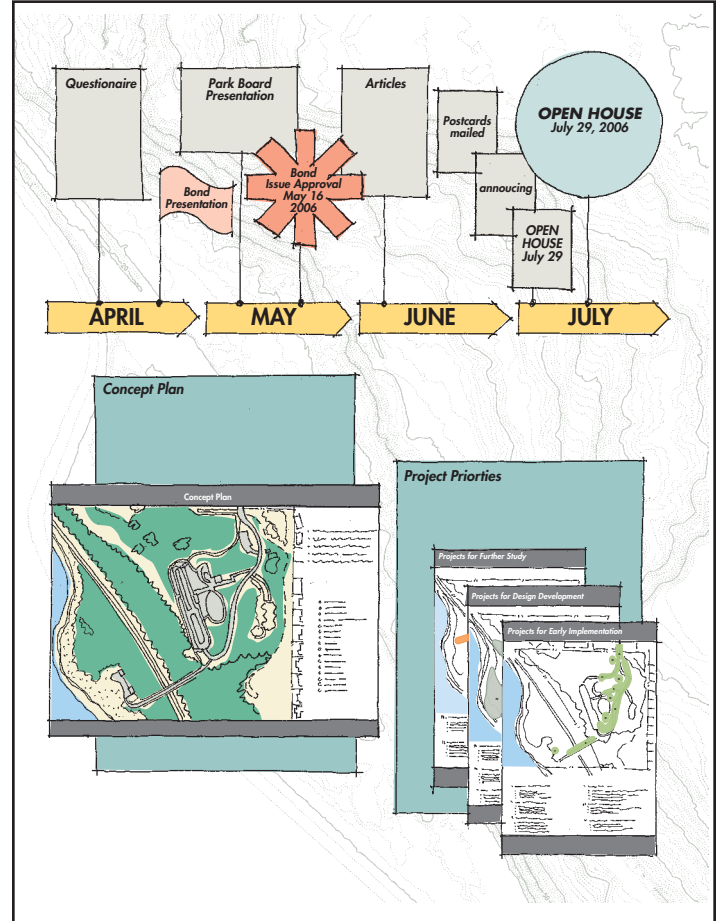 Questionaire
Park Board
Presentation
Articles
Postcards
mailed
OPEN HOUSE
July 29, 2006
Bond
Presentation
Bond
Issue Approval
May 16
2006
annoucing
OPEN
HOUSE
July 29
APRIL
MAY
JUNE
JULY
Concept Plan
Concept Plan
Project Priorties
Projects for Further Study
Projects for Design Development
Projects for Early Implementation